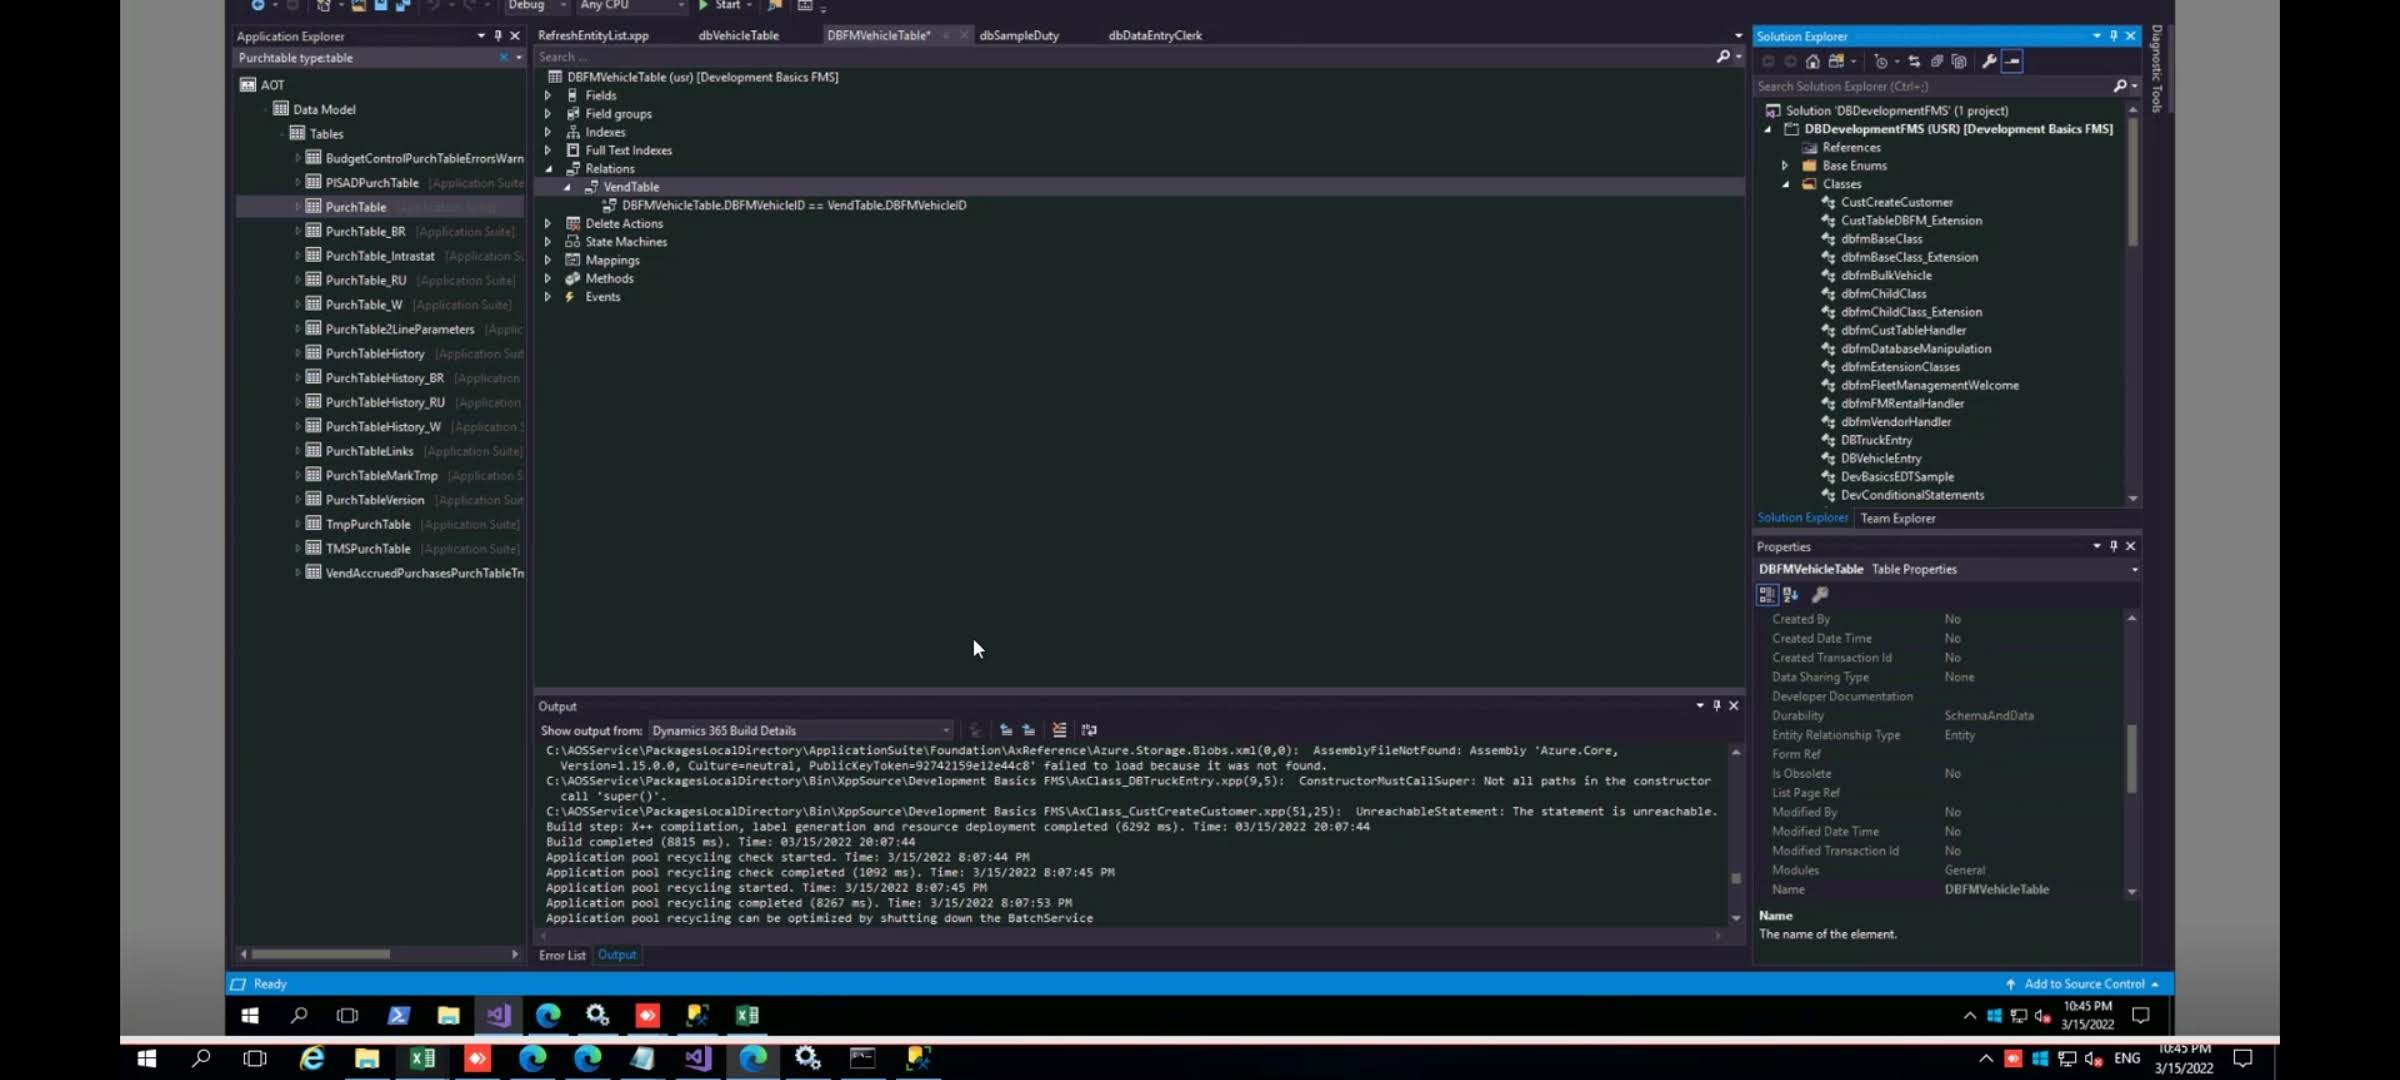 Debug
Any CPU
Start
Application Explorer
Purchtable type:table
AOT
Data Model
Tables
BudgetControlPurchTableErrorsWarn
PISADPurchTable [Application Suite
PurchTable
PurchTable_BR [Application Suite]
PurchTable_Intrastat [Application Su
PurchTable_RU [Application Suite]
PurchTable_W [Application Suite]
PurchTable2LineParameters [Applic
PurchTableHistory [Application Suit
PurchTableHistory_BR [Application
PurchTableHistory_RU [Application
PurchTableHistory_W [Application S
PurchTableLinks [Application Suite]
PurchTableMarkTmp [Application S
PurchTableVersion [Application Suit
TmpPurchTable [Application Suite]
TMSPurchTable [Application Suite]
VendAccruedPurchasesPurchTableTn
RefreshEntityList.xpp
dbVehicleTable
DBFMVehicleTable*
dbSampleDuty
dbDataEntryClerk
Search ...
DBFMVehicleTable (usr) [Development Basics FMS]
Fields
Field groups
Indexes
Full Text Indexes
Relations
VendTable
DBFMVehicleTable.DBFMVehicleID == VendTable.DBFMVehicleID
Delete Actions
State Machines
Mappings
Methods
Events
Output
Show output from: Dynamics 365 Build Details
C:\AOSService\PackagesLocalDirectory\ApplicationSuite\Foundation\AxReference\Azure.Storage.Blobs.xml(0,0): AssemblyFileNotFound: Assembly 'Azure.Core,
Version=1.15.0.0, Culture=neutral, PublicKeyToken=92742159e12e44c8' failed to load because it was not found.
C:\AOSService\PackagesLocalDirectory\Bin\XppSource\Development Basics FMS\AxClass_DBTruckEntry.xpp(9,5): ConstructorMustCallSuper: Not all paths in the constructor
call 'super()'.
C:\AOSService\PackagesLocalDirectory\Bin\XppSource\Development Basics FMS\AxClass_CustCreateCustomer.xpp(51,25): UnreachableStatement: The statement is unreachable.
Build step: X++ compilation, label generation and resource deployment completed (6292 ms). Time: 03/15/2022 20:07:44
Build completed (8815 ms). Time: 03/15/2022 20:07:44
Application pool recycling check started. Time: 3/15/2022 8:07:44 PM
Application pool recycling check completed (1092 ms). Time: 3/15/2022 8:07:45 PM
Application pool recycling started. Time: 3/15/2022 8:07:45 PM
Application pool recycling completed (8267 ms). Time: 3/15/2022 8:07:53 PM
Application pool recycling can be optimized by shutting down the BatchService
Error List
Output
Solution Explorer
Search Solution Explorer (Ctrl+;)
Solution 'DBDevelopmentFMS' (1 project)
DBDevelopmentFMS (USR) [Development Basics FMS]
References
Base Enums
Classes
CustCreateCustomer
CustTableDBFM_Extension
dbfmBaseClass
dbfmBaseClass_Extension
dbfmBulkVehicle
dbfmChildClass
dbfmChildClass_Extension
dbfmCustTableHandler
dbfmDatabaseManipulation
dbfmExtensionClasses
dbfmFleetManagementWelcome
dbfmFMRentalHandler
dbfmVendorHandler
DBTruckEntry
DBVehicleEntry
DevBasicsEDTSample
DevConditionalStatements
Solution Explorer
Team Explorer
Properties
DBFMVehicleTable Table Properties
Created By No
Created Date Time No
Created Transaction Id No
Data Sharing Type None
Developer Documentation
Durability SchemaAndData
Entity Relationship Type Entity
Form Ref
Is Obsolete No
List Page Ref
Modified By No
Modified Date Time No
Modified Transaction Id No
Modules General
Name DBFMVehicleTable
Name
The name of the element.
Diagnostic Tools
Ready
Add to Source Control
10:45 PM
3/15/2022
ENG
10:45 PM
3/15/2022